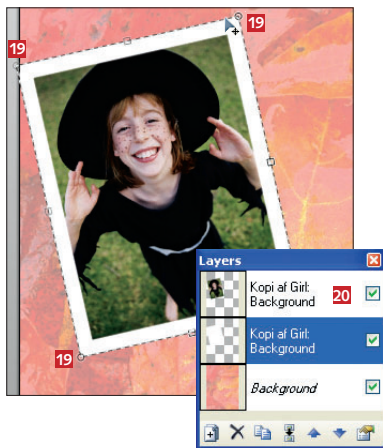 19
19
19
Layers
Kopi af Girl:
Background
20
Kopi af Girl:
Background
Background